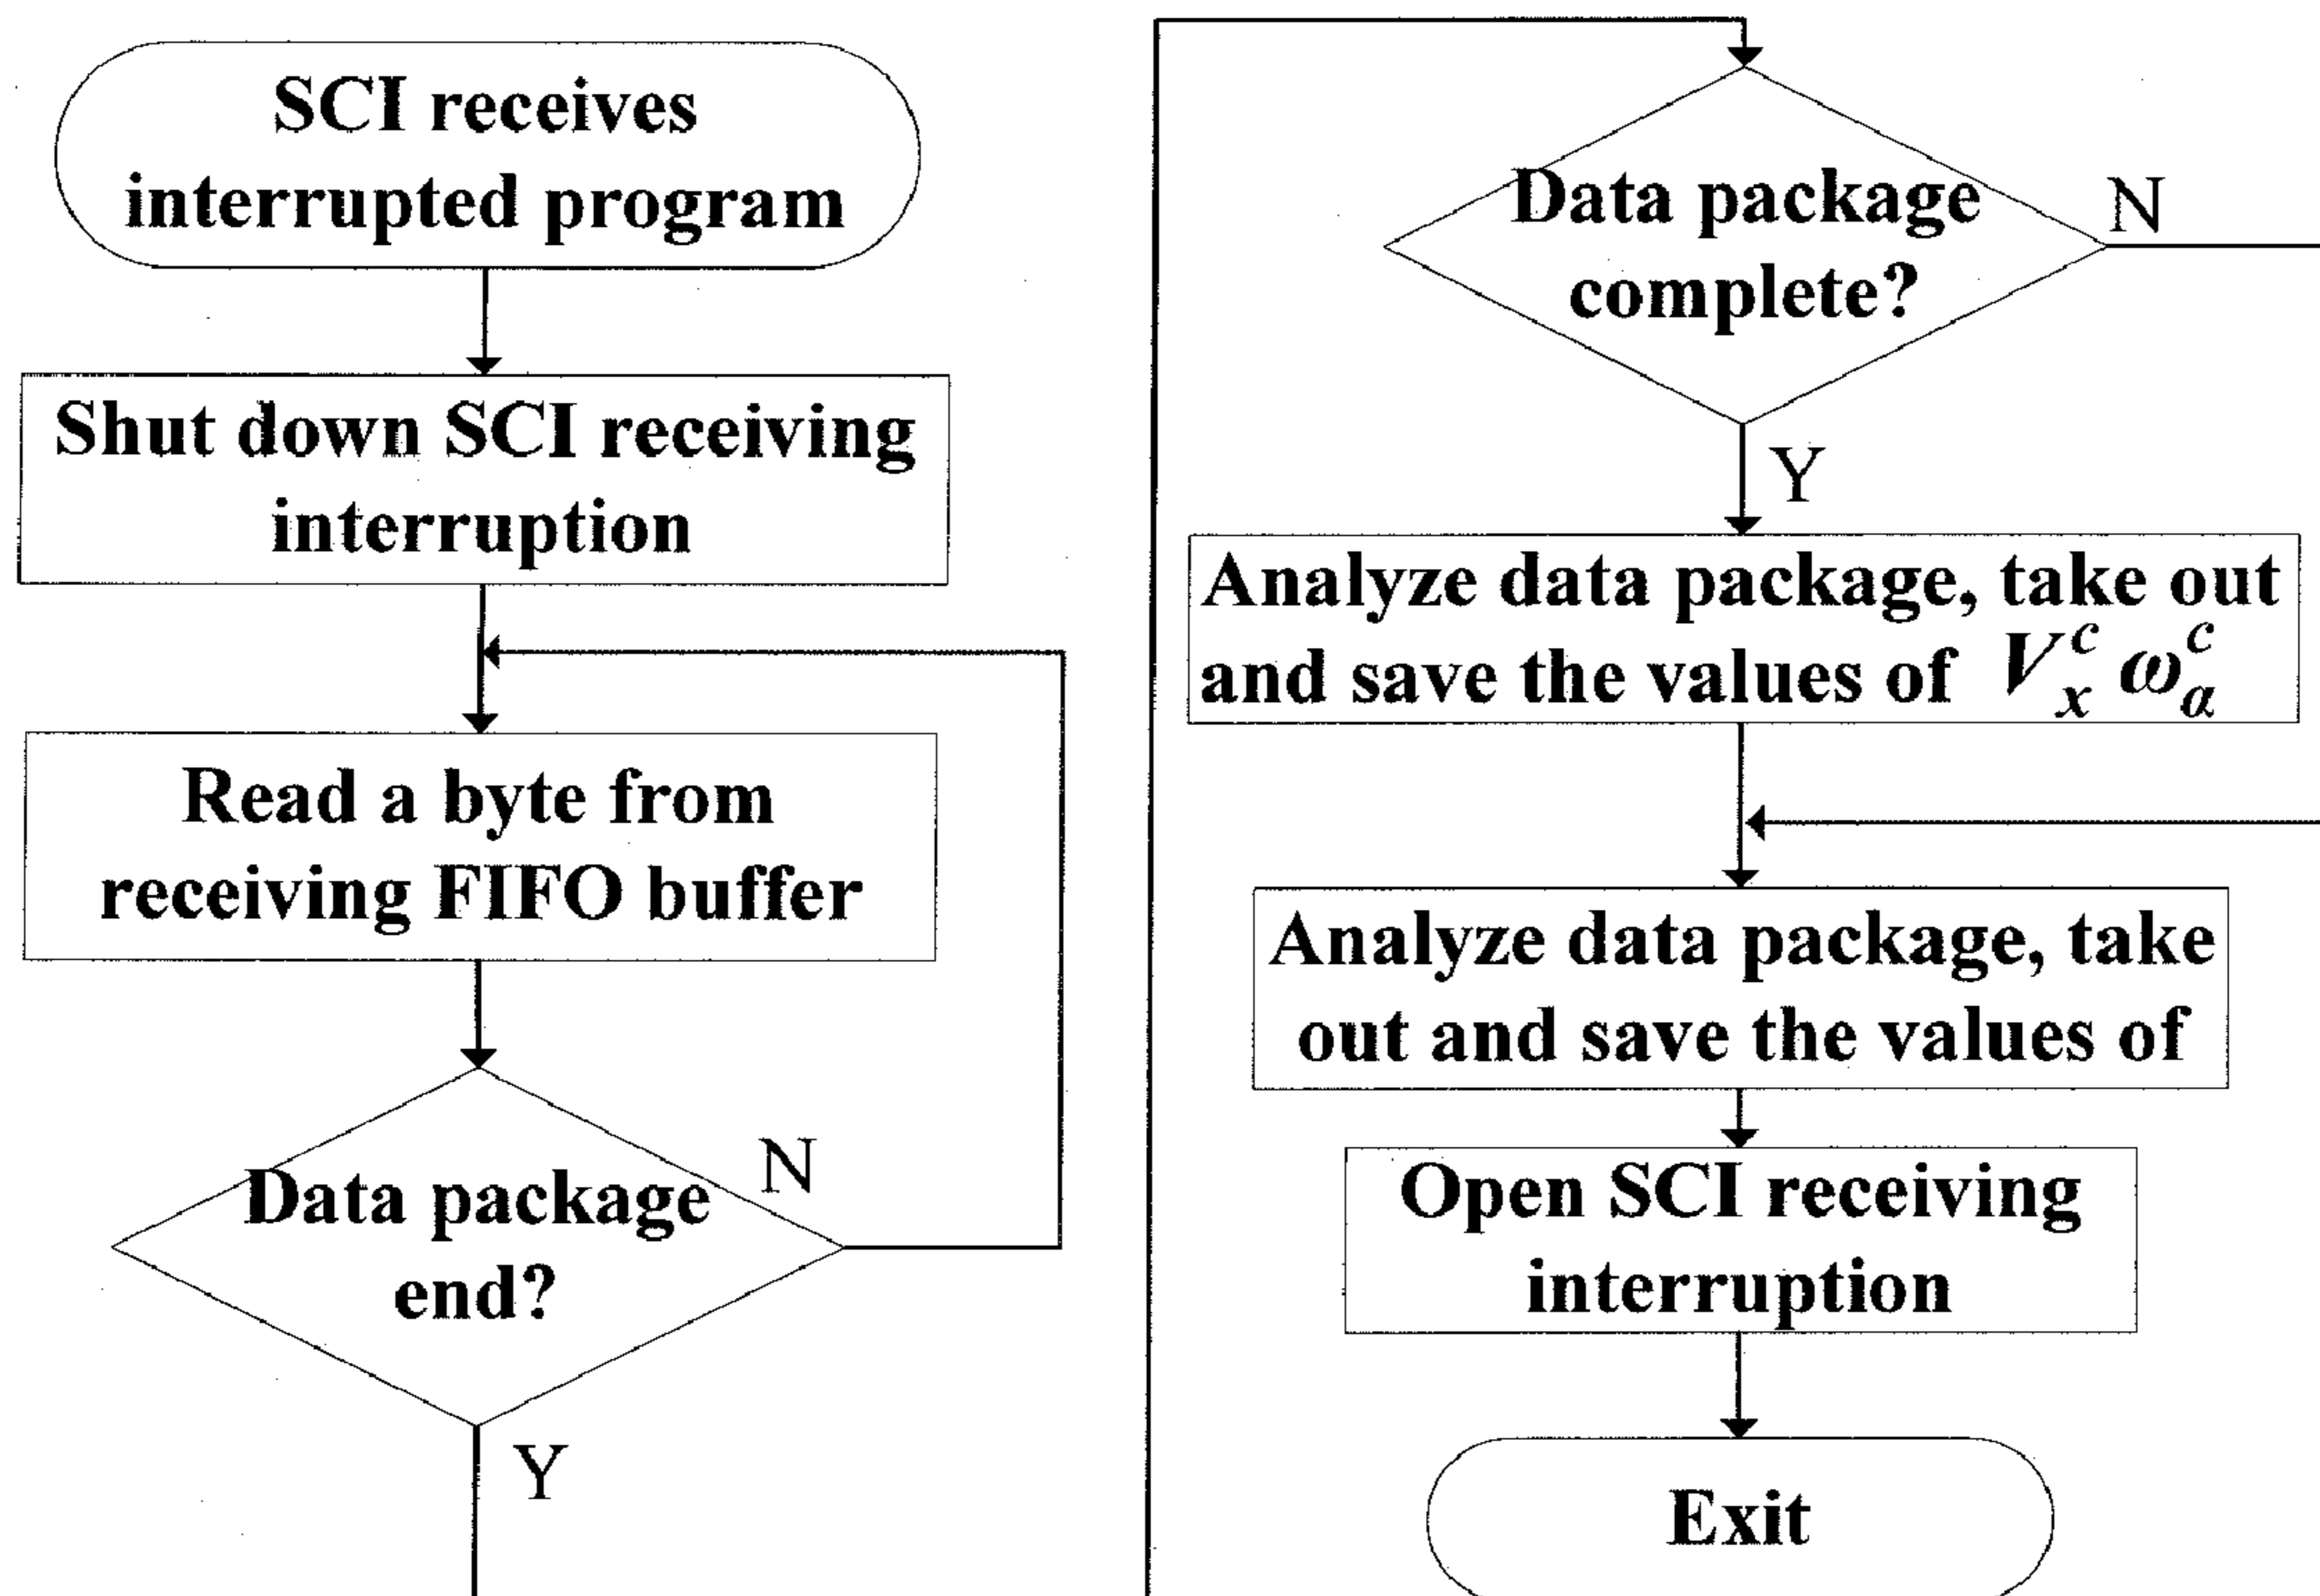 SCI receives
interrupted program
Shut down SCI receiving
interruption
Read a byte from
receiving FIFO buffer
Data package
end?
N
Y
Data package
complete?
N
Y
Analyze data package, take out
and save the values of V_x^c ω_α^c
Analyze data package, take
out and save the values of
Open SCI receiving
interruption
Exit